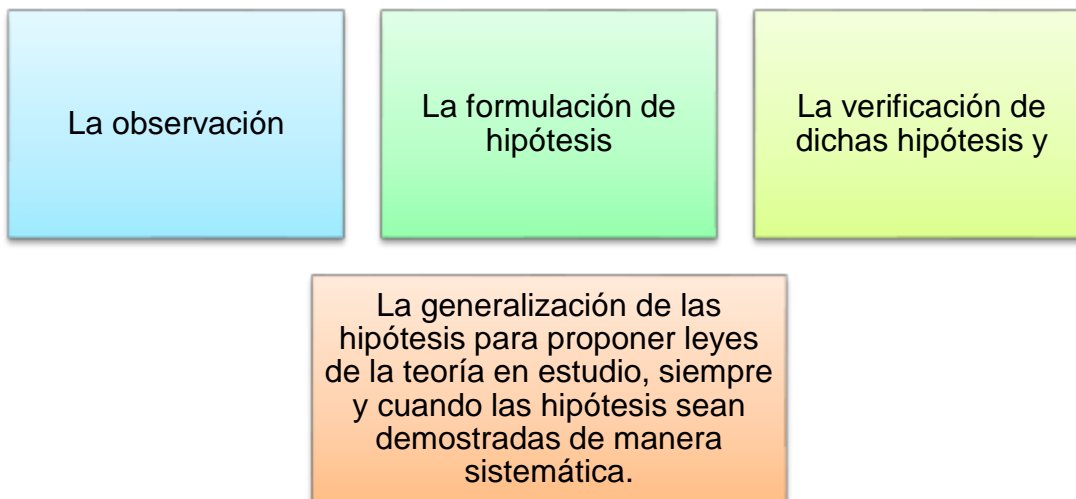 La observación
La formulación de
hipótesis
La verificación de
dichas hipótesis y
La generalización de las
hipótesis para proponer leyes
de la teoría en estudio, siempre
y cuando las hipótesis sean
demostradas de manera
sistemática.